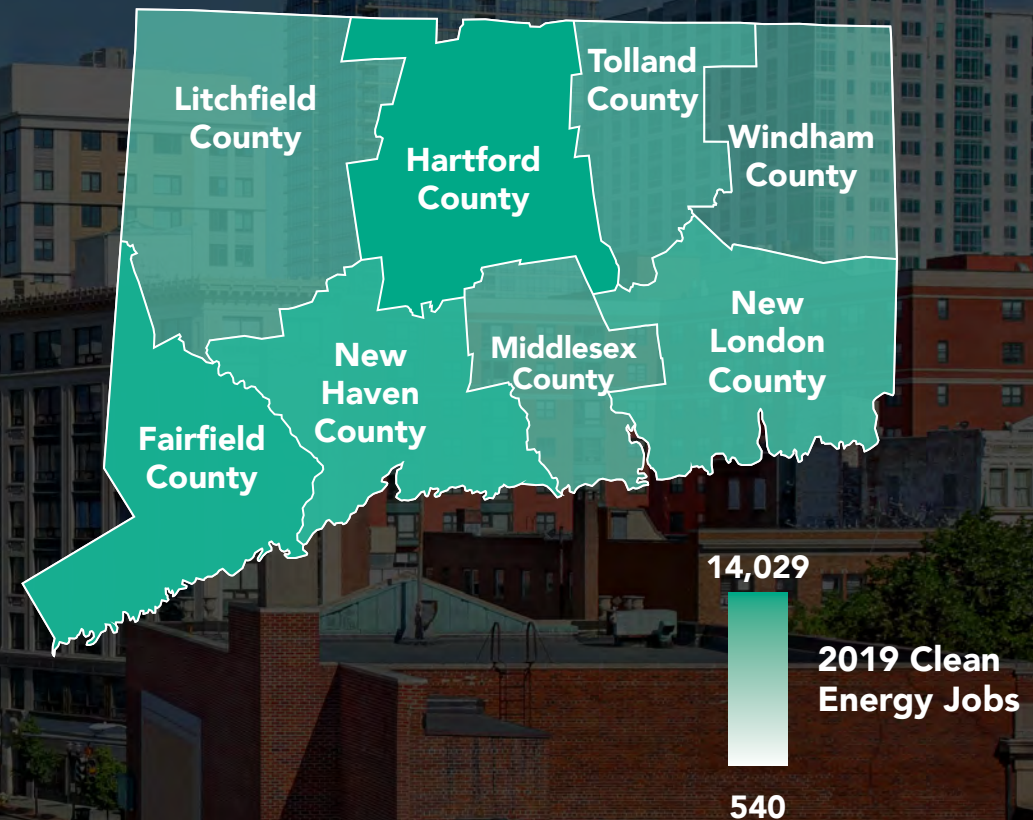 Litchfield
County
Hartford
County
Tolland
County
Windham
County
New
Haven
County
Middlesex
County
New
London
County
Fairfield
County
14,029
2019 Clean
Energy Jobs
540